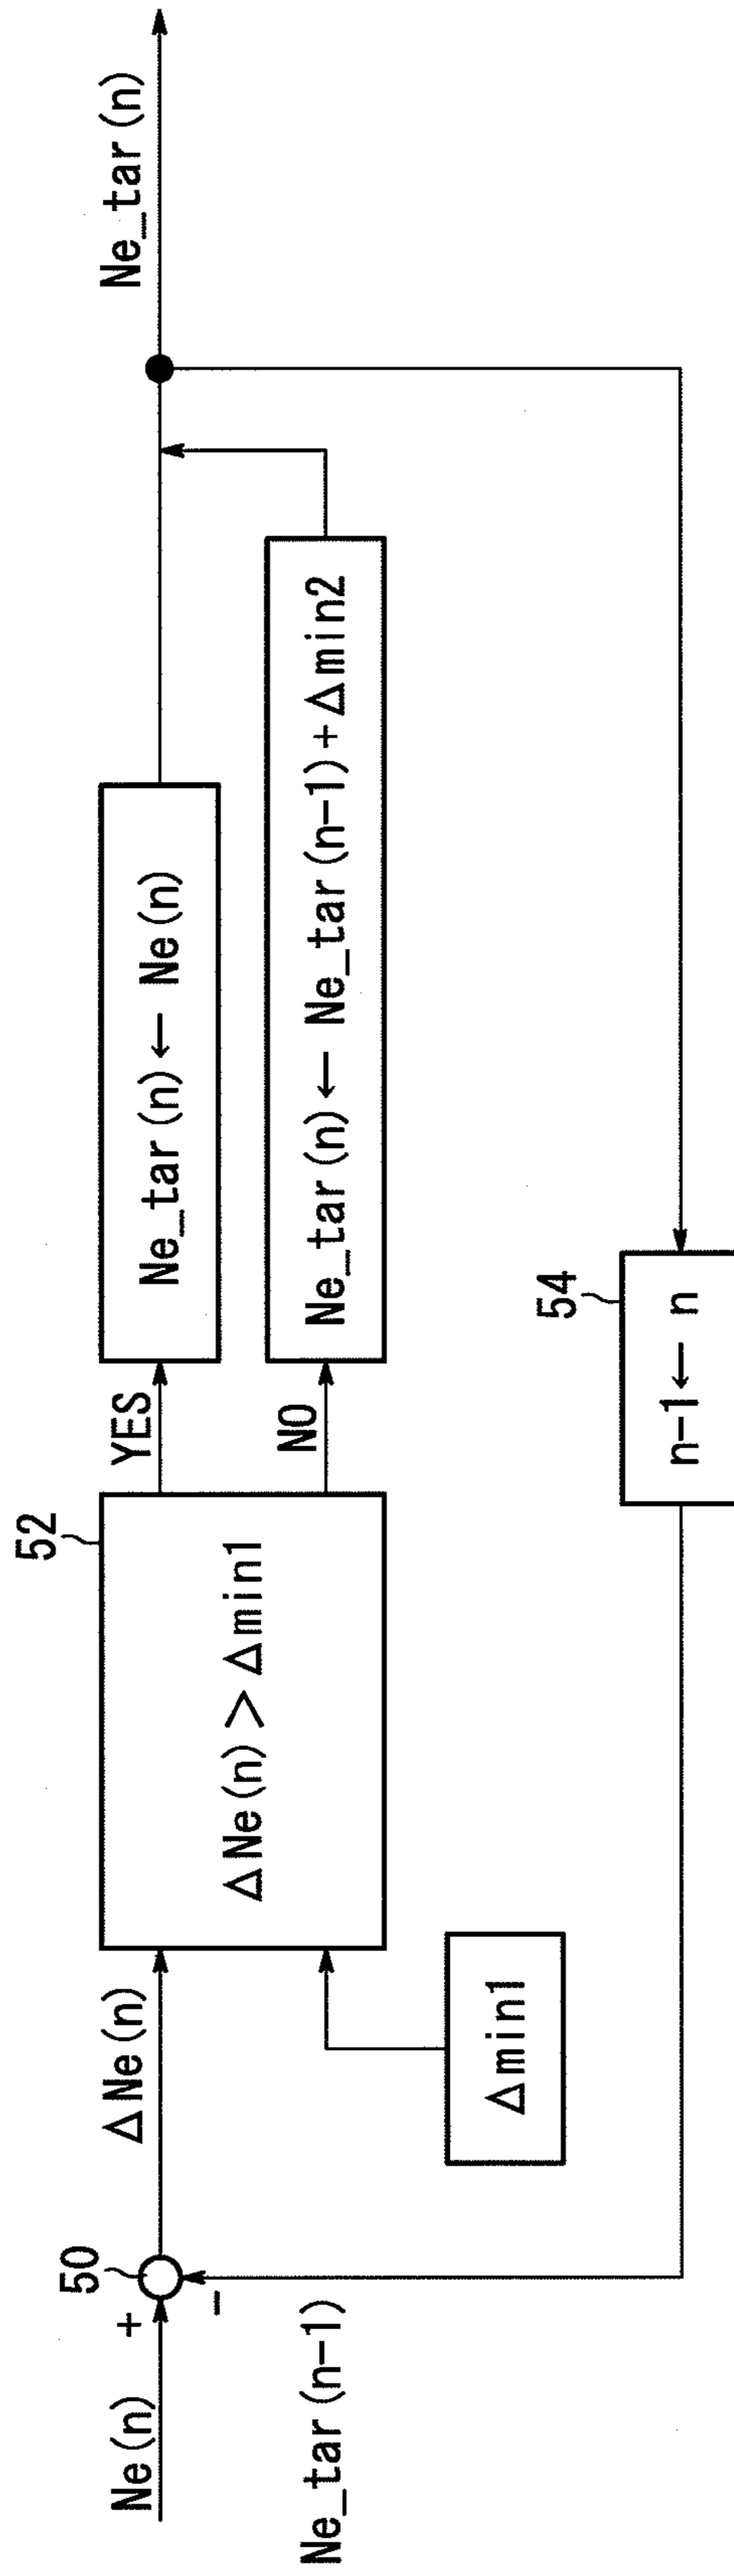 Ne(n)
+
50
−
Ne_tar(n-1)
ΔNe(n)
Δmin1
52
ΔNe(n)>Δmin1
YES
NO
Ne_tar(n)← Ne(n)
Ne_tar(n)← Ne_tar(n-1)+Δmin2
54
n-1← n
Ne_tar(n)